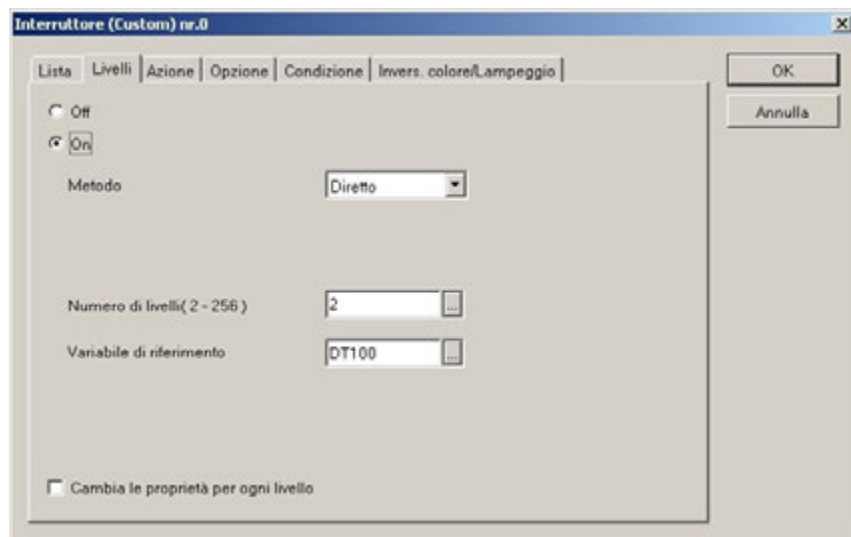 Interruttore (Custom) nr.0
Lista Livelli Azione Opzione Condizione Invers. colore/Lampeggio
OK
Annulla
Off
On
Metodo Diretto
Numero di livelli( 2 - 256 ) 2 ...
Variabile di riferimento DT100 ...
Cambia le proprietà per ogni livello